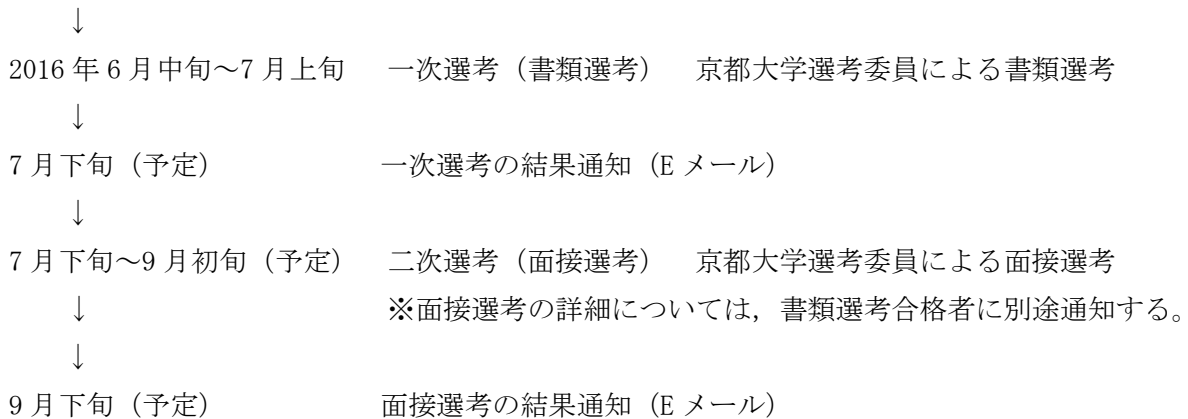 ↓
2016 年 6 月中旬～7 月上旬 一次選考（書類選考） 京都大学選考委員による書類選考
↓
7 月下旬（予定） 一次選考の結果通知（E メール）
↓
7 月下旬～9 月初旬（予定） 二次選考（面接選考） 京都大学選考委員による面接選考
↓ ※面接選考の詳細については，書類選考合格者に別途通知する。
↓
9 月下旬（予定） 面接選考の結果通知（E メール）